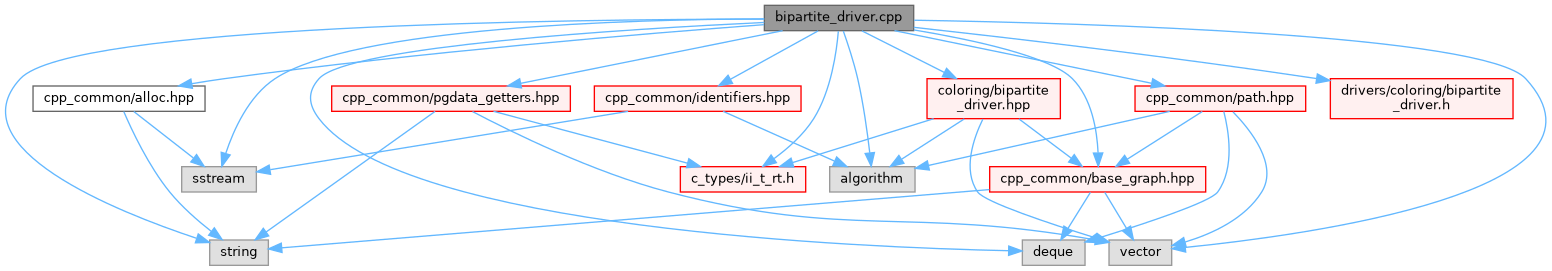 bipartite_driver.cpp
cpp_common/alloc.hpp
cpp_common/pgdata_getters.hpp
cpp_common/identifiers.hpp
coloring/bipartite
_driver.hpp
cpp_common/path.hpp
drivers/coloring/bipartite
_driver.h
sstream
c_types/ii_t_rt.h
algorithm
cpp_common/base_graph.hpp
string
deque
vector